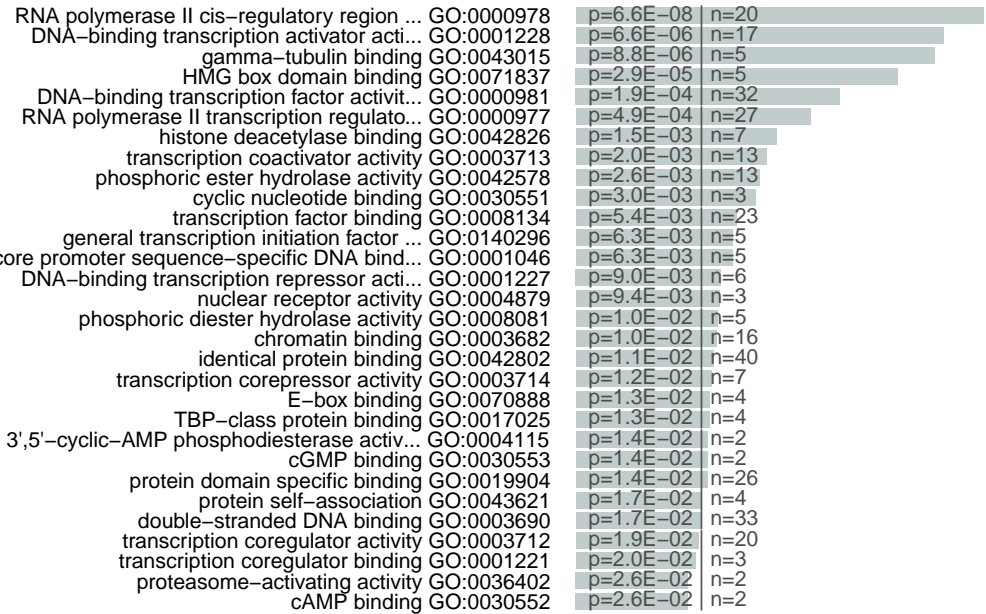 RNA polymerase II cis−regulatory region ... GO:0000978 p=6.6E−08 n=20
DNA−binding transcription activator acti... GO:0001228 p=6.6E−06 n=17
gamma−tubulin binding GO:0043015 p=8.8E−06 n=5
HMG box domain binding GO:0071837 p=2.9E−05 n=5
DNA−binding transcription factor activit... GO:0000981 p=1.9E−04 n=32
RNA polymerase II transcription regulato... GO:0000977 p=4.9E−04 n=27
histone deacetylase binding GO:0042826 p=1.5E−03 n=7
transcription coactivator activity GO:0003713 p=2.0E−03 n=13
phosphoric ester hydrolase activity GO:0042578 p=2.6E−03 n=13
cyclic nucleotide binding GO:0030551 p=3.0E−03 n=3
transcription factor binding GO:0008134 p=5.4E−03 n=23
general transcription initiation factor ... GO:0140296 p=6.3E−03 n=5
core promoter sequence−specific DNA bind... GO:0001046 p=6.3E−03 n=5
DNA−binding transcription repressor acti... GO:0001227 p=9.0E−03 n=6
nuclear receptor activity GO:0004879 p=9.4E−03 n=3
phosphoric diester hydrolase activity GO:0008081 p=1.0E−02 n=5
chromatin binding GO:0003682 p=1.0E−02 n=16
identical protein binding GO:0042802 p=1.1E−02 n=40
transcription corepressor activity GO:0003714 p=1.2E−02 n=7
E−box binding GO:0070888 p=1.3E−02 n=4
TBP−class protein binding GO:0017025 p=1.3E−02 n=4
3',5'−cyclic−AMP phosphodiesterase activ... GO:0004115 p=1.4E−02 n=2
cGMP binding GO:0030553 p=1.4E−02 n=2
protein domain specific binding GO:0019904 p=1.4E−02 n=26
protein self−association GO:0043621 p=1.7E−02 n=4
double−stranded DNA binding GO:0003690 p=1.7E−02 n=33
transcription coregulator activity GO:0003712 p=1.9E−02 n=20
transcription coregulator binding GO:0001221 p=2.0E−02 n=3
proteasome−activating activity GO:0036402 p=2.6E−02 n=2
cAMP binding GO:0030552 p=2.6E−02 n=2